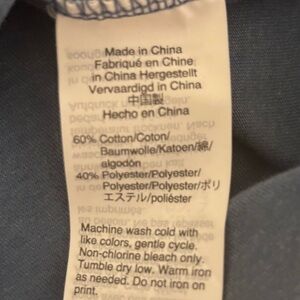 Made in China
Fabriqué en Chine
in China Hergestellt
Vervaardigd in China
中国製
Hecho en China
60% Cotton/Coton/
Baumwolle/Katoen/綿/
algodón
40% Polyester/Polyester/
Polyester/Polyester/ポリ
エステル/poliéster
Machine wash cold with
like colors, gentle cycle.
Non-chlorine bleach only.
Tumble dry low. Warm iron
as needed. Do not iron on
print.